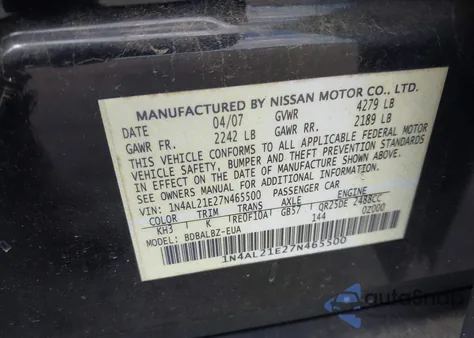 MANUFACTURED BY NISSAN MOTOR CO., LTD.
DATE 04/07 GVWR 4279 LB
GAWR FR. 2242 LB GAWR RR. 2189 LB
THIS VEHICLE CONFORMS TO ALL APPLICABLE FEDERAL MOTOR
VEHICLE SAFETY, BUMPER AND THEFT PREVENTION STANDARDS
IN EFFECT ON THE DATE OF MANUFACTURE SHOWN ABOVE.
SEE OWNERS MANUAL FOR ADDITIONAL INFORMATION.
VIN: 1N4AL21E27N465500 PASSENGER CAR
COLOR TRIM TRANS AXLE ENGINE
KH3 K RE0F10A GB57 QR25DE 2488CC
MODEL: BDBALBZ-EUA 144 0Z000
1N4AL21E27N465500
autoSnap